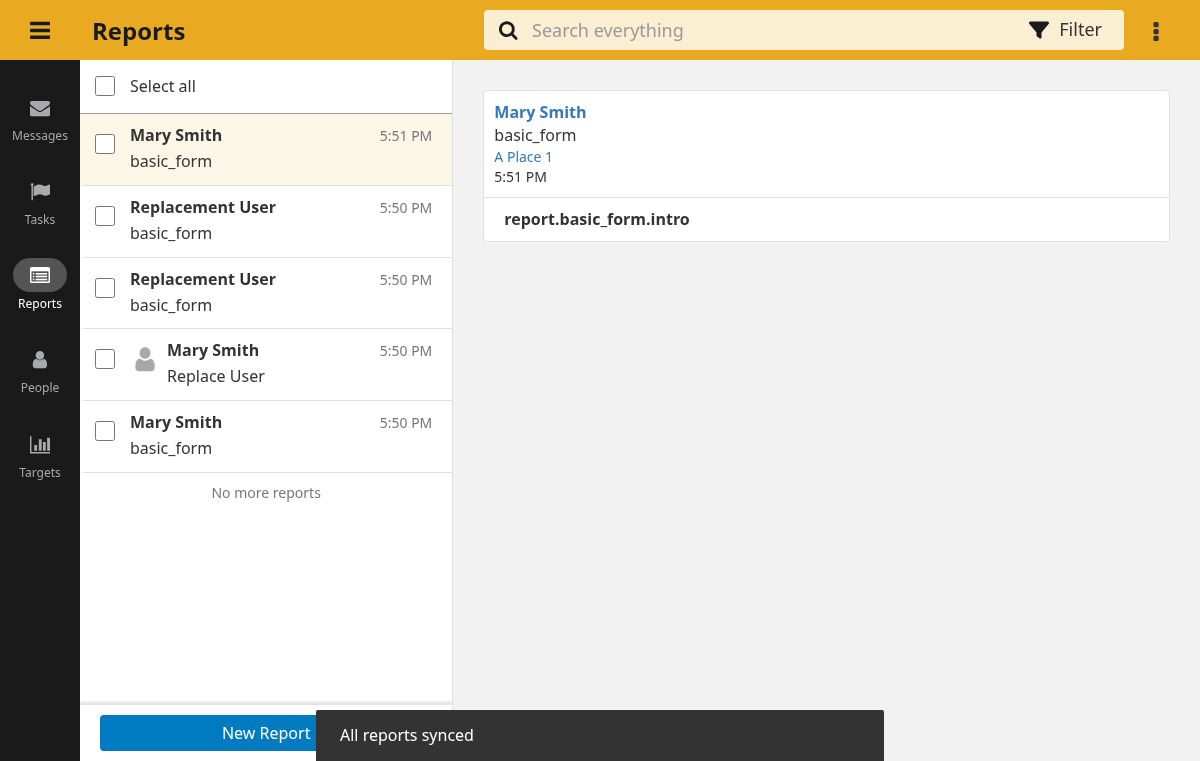 Reports
Search everything
Filter
Messages
Tasks
Reports
People
Targets
Select all
Mary Smith 5:51 PM
basic_form
Replacement User 5:50 PM
basic_form
Replacement User 5:50 PM
basic_form
Mary Smith 5:50 PM
Replace User
Mary Smith 5:50 PM
basic_form
No more reports
New Report
Mary Smith
basic_form
A Place 1
5:51 PM
report.basic_form.intro
All reports synced